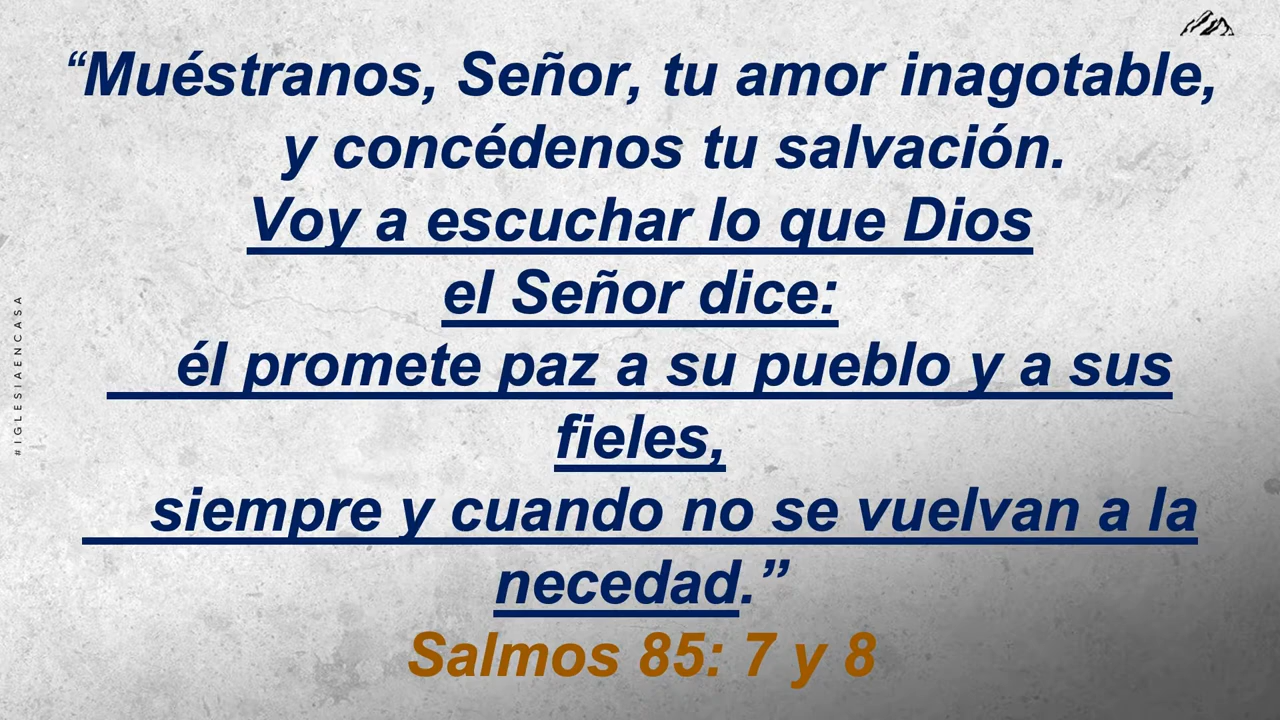 “Muéstranos, Señor, tu amor inagotable,
y concédenos tu salvación.
Voy a escuchar lo que Dios
el Señor dice:
él promete paz a su pueblo y a sus
fieles,
siempre y cuando no se vuelvan a la
necedad.”
Salmos 85: 7 y 8
#IGLESIAENCASA